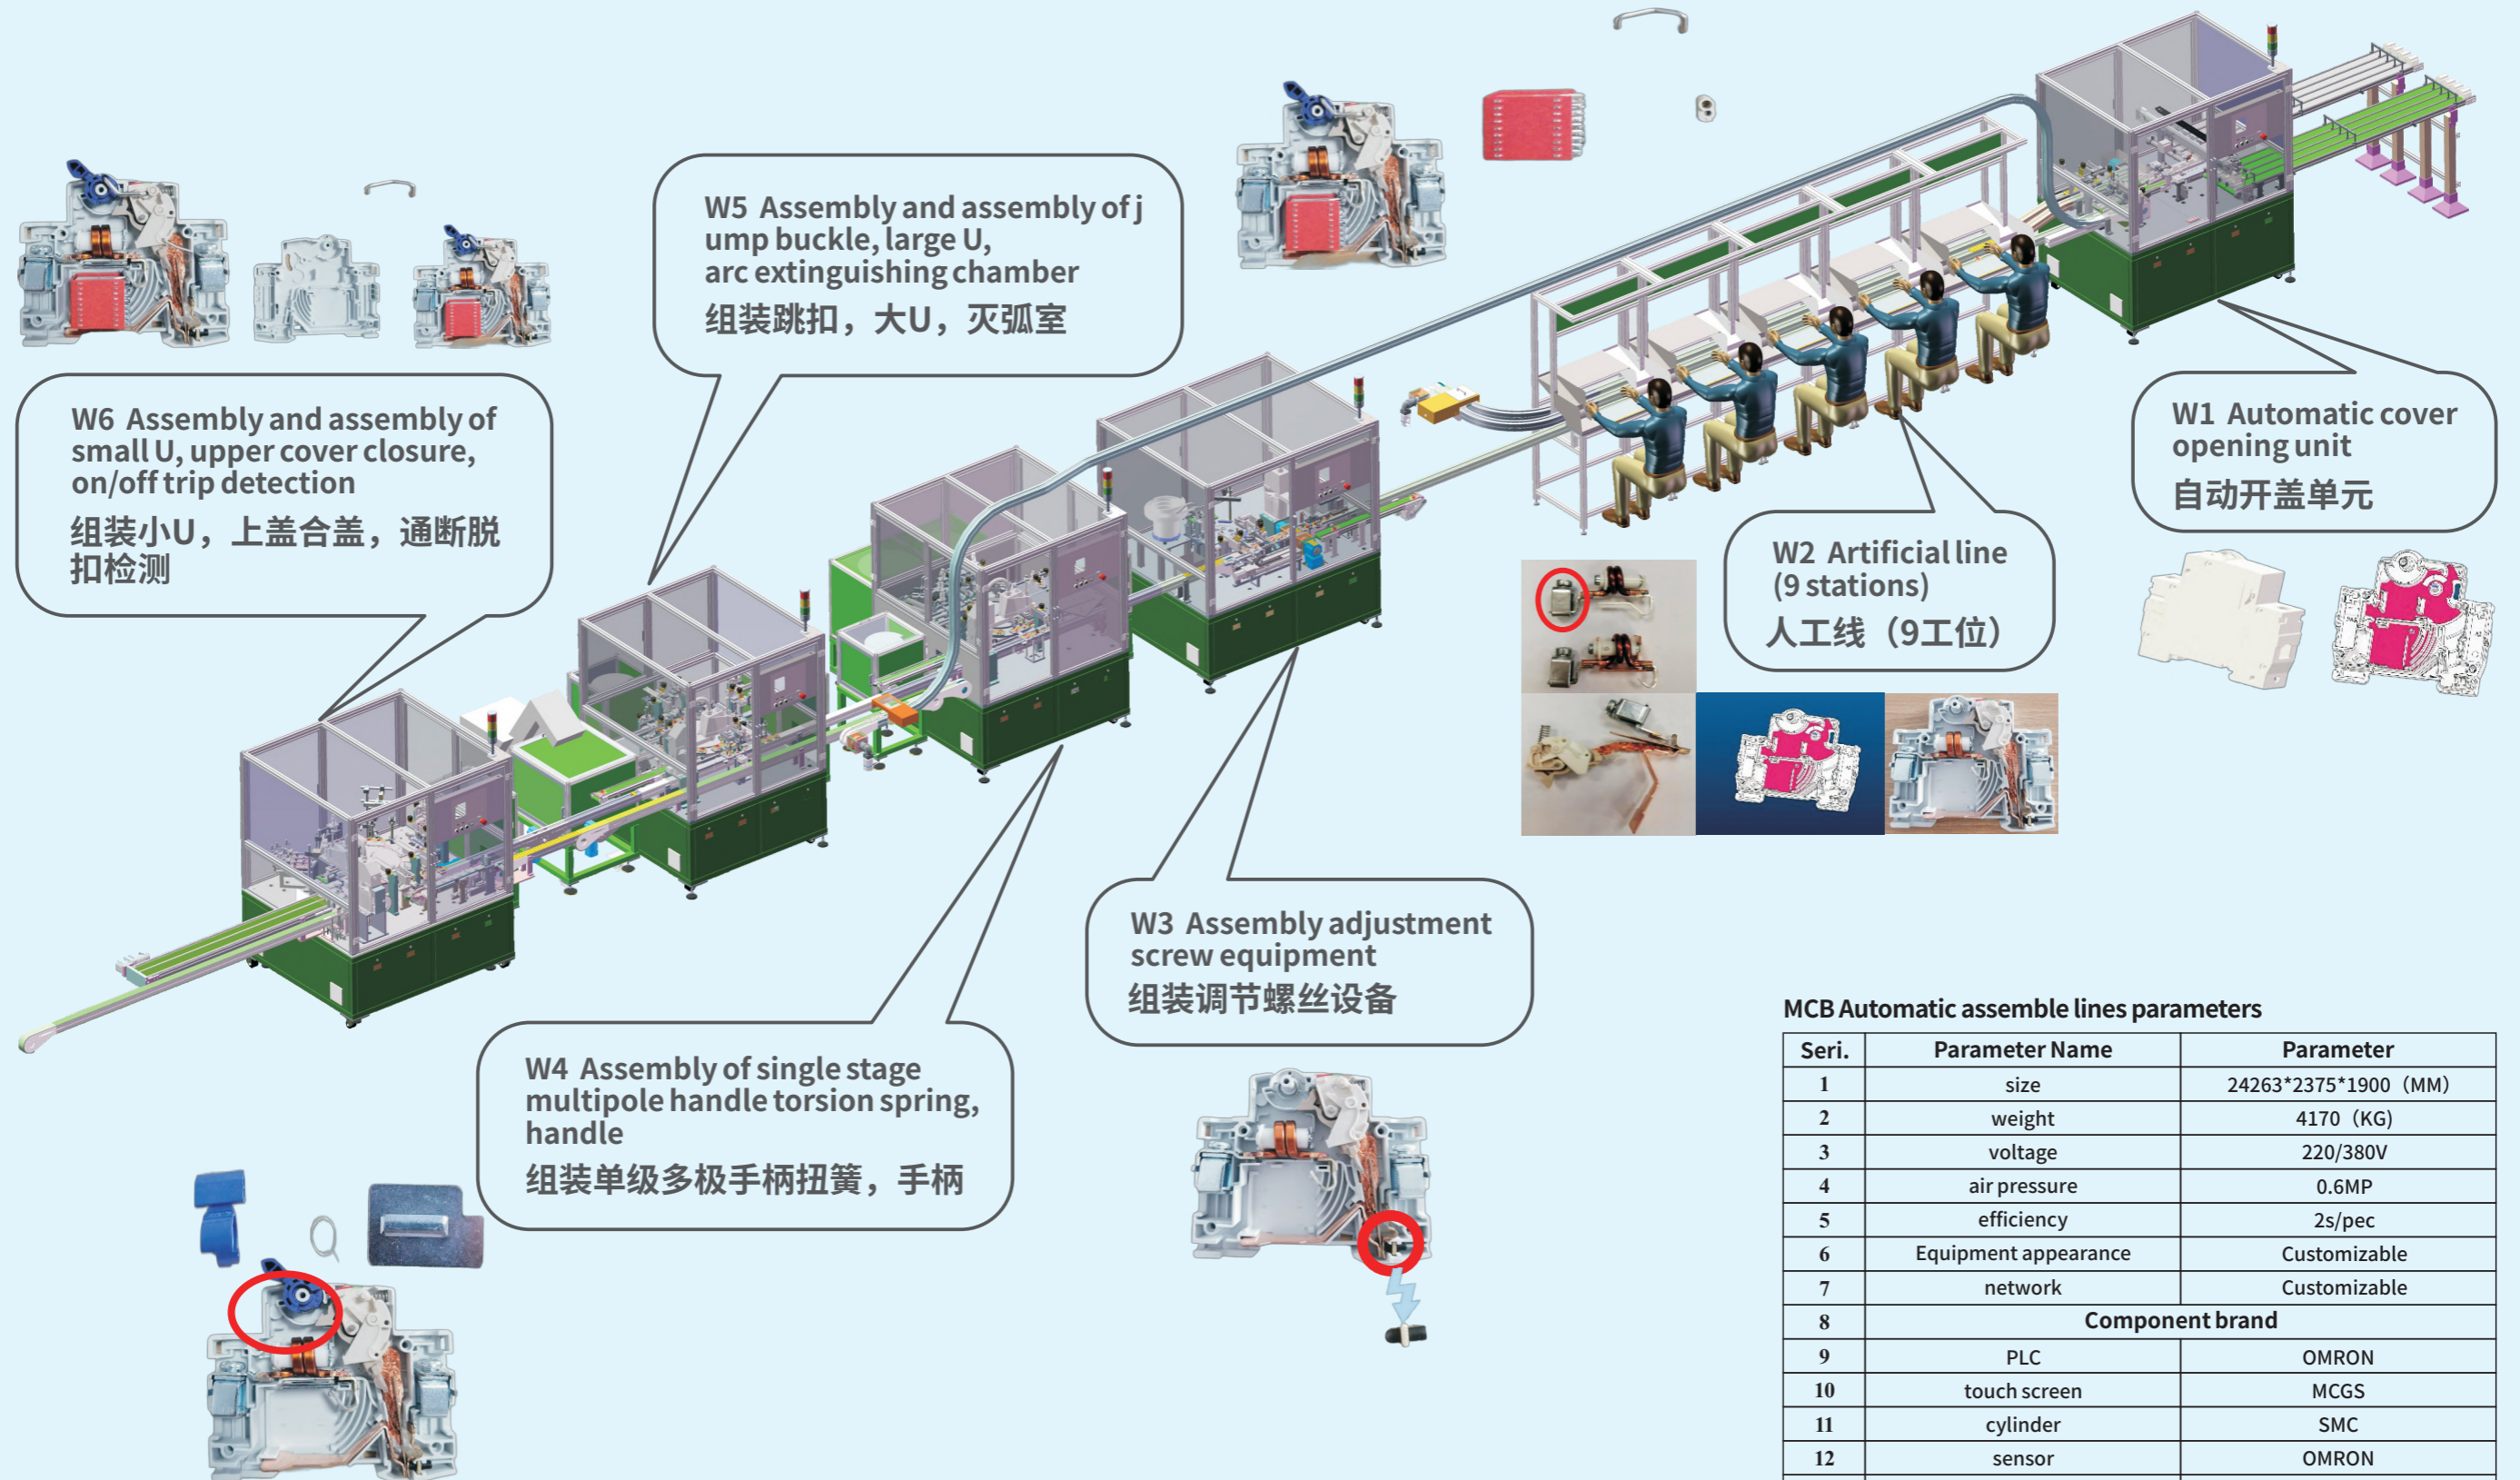 W5 Assembly and assembly of j
ump buckle, large U,
arc extinguishing chamber
组装跳扣，大U，灭弧室
W6 Assembly and assembly of
small U, upper cover closure,
on/off trip detection
组装小U，上盖合盖，通断脱
扣检测
W1 Automatic cover
opening unit
自动开盖单元
W2 Artificial line
(9 stations)
人工线（9工位）
W3 Assembly adjustment
screw equipment
组装调节螺丝设备
W4 Assembly of single stage
multipole handle torsion spring,
handle
组装单级多极手柄扭簧，手柄
MCB Automatic assemble lines parameters
Seri. Parameter Name Parameter
1 size 24263*2375*1900（MM）
2 weight 4170（KG)
3 voltage 220/380V
4 air pressure 0.6MP
5 efficiency 2s/pec
6 Equipment appearance Customizable
7 network Customizable
8 Component brand
9 PLC OMRON
10 touch screen MCGS
11 cylinder SMC
12 sensor OMRON